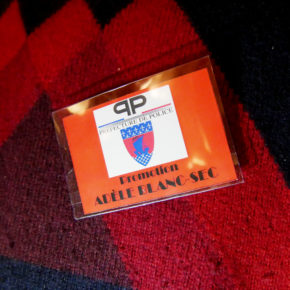 PP
PRÉFECTURE DE POLICE
Promotion
ADÈLE BLANC-SEC